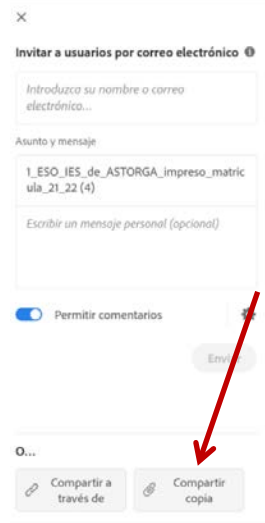 Invitar a usuarios por correo electrónico
Introduzca su nombre o correo
electrónico...
Asunto y mensaje
1_ESO_IES_de_ASTORGA_impreso_matric
ula_21_22 (4)
Escribir un mensaje personal (opcional)
Permitir comentarios
Enviar
O...
Compartir a
través de
Compartir
copia